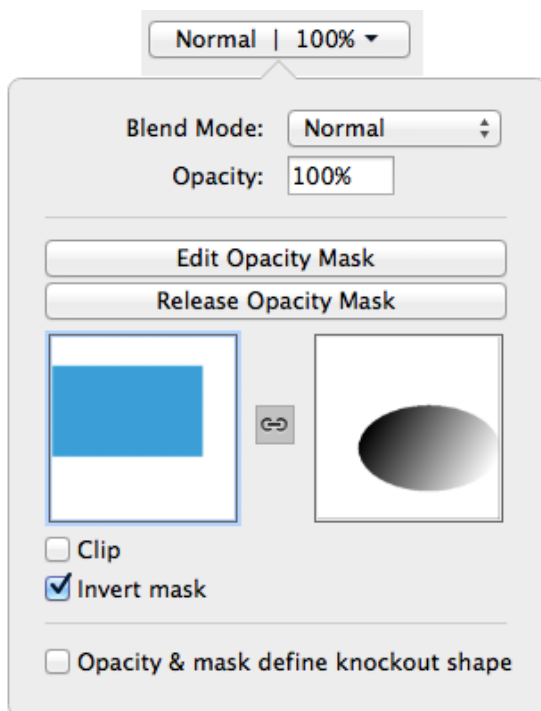 Normal | 100%
Blend Mode: Normal
Opacity: 100%
Edit Opacity Mask
Release Opacity Mask
Clip
Invert mask
Opacity & mask define knockout shape